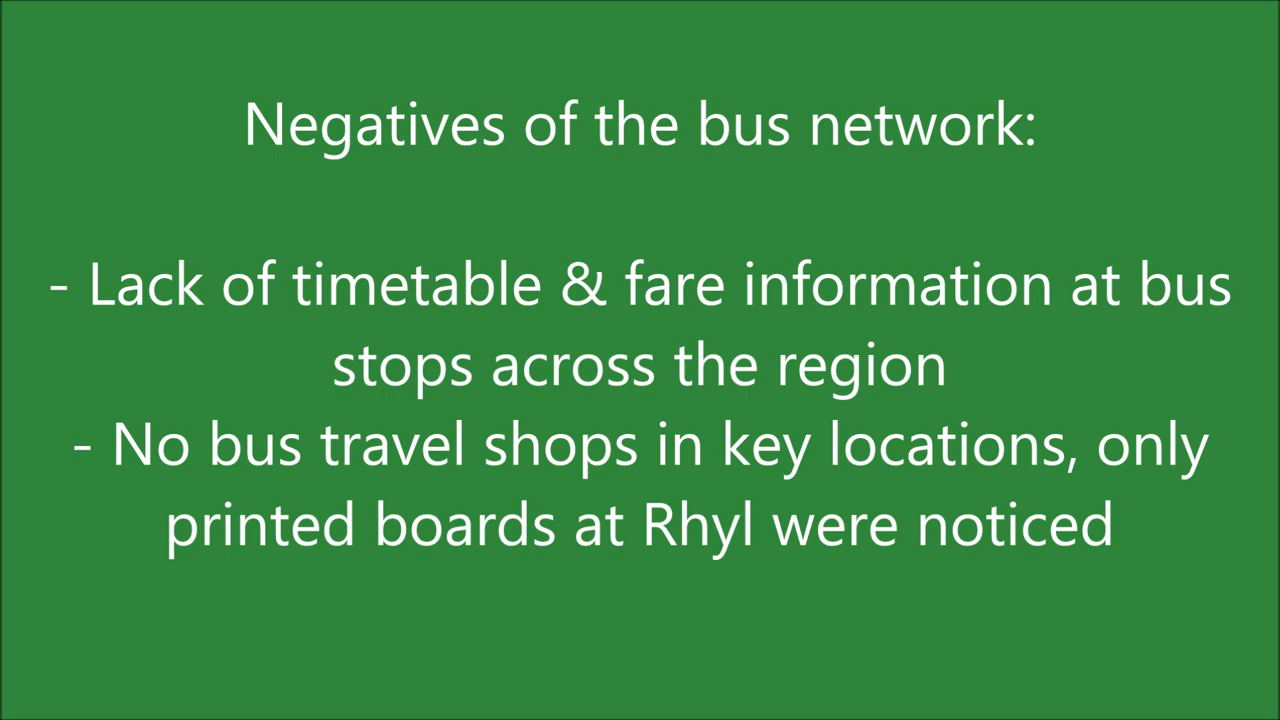 Negatives of the bus network:
- Lack of timetable & fare information at bus
stops across the region
- No bus travel shops in key locations, only
printed boards at Rhyl were noticed